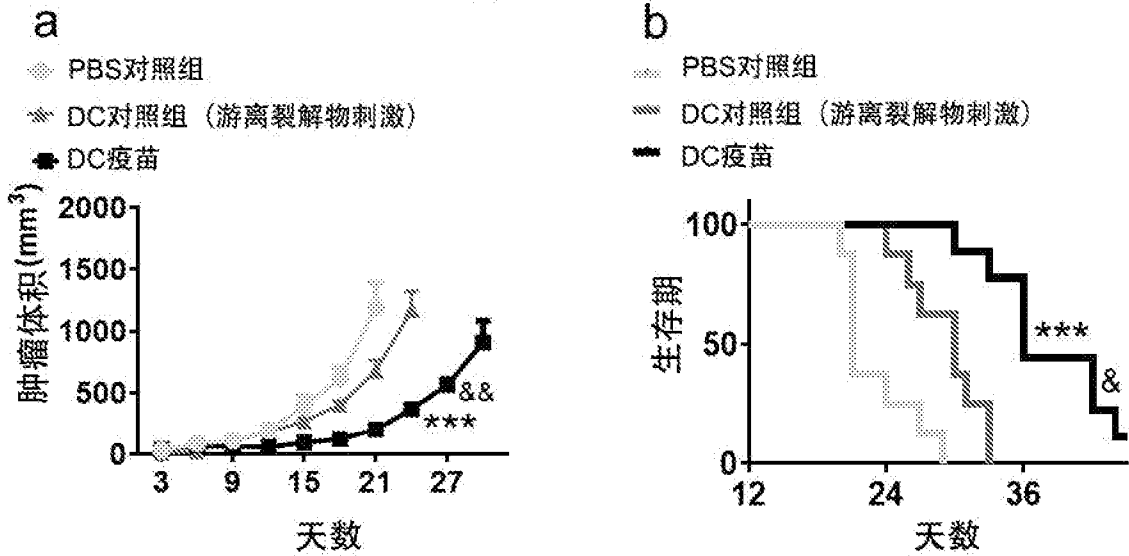 a
PBS对照组
DC对照组（游离裂解物刺激）
DC疫苗
肿瘤体积(mm³)
2000
1500
1000
500
0
&&
***
3 9 15 21 27
天数
b
PBS对照组
DC对照组（游离裂解物刺激）
DC疫苗
生存期
100
50
0
***
&
12 24 36
天数